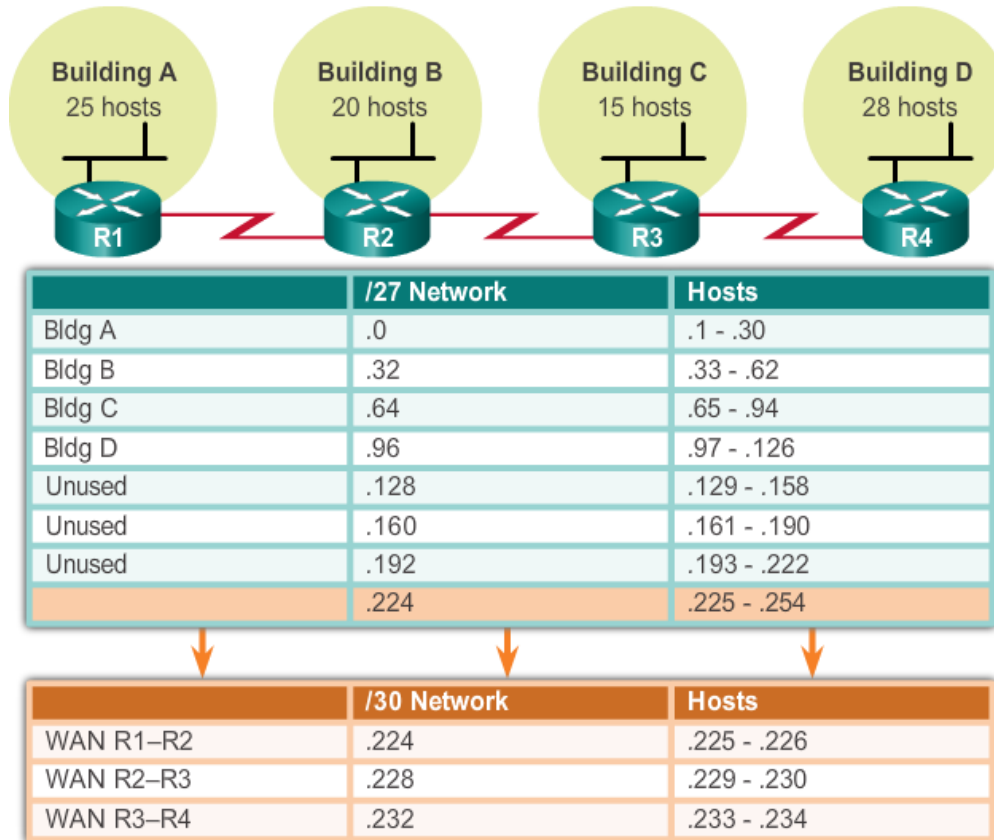 Building A Building B Building C Building D
25 hosts 20 hosts 15 hosts 28 hosts
R1 R2 R3 R4
/27 Network Hosts
Bldg A .0 .1 - .30
Bldg B .32 .33 - .62
Bldg C .64 .65 - .94
Bldg D .96 .97 - .126
Unused .128 .129 - .158
Unused .160 .161 - .190
Unused .192 .193 - .222
.224 .225 - .254
/30 Network Hosts
WAN R1–R2 .224 .225 - .226
WAN R2–R3 .228 .229 - .230
WAN R3–R4 .232 .233 - .234